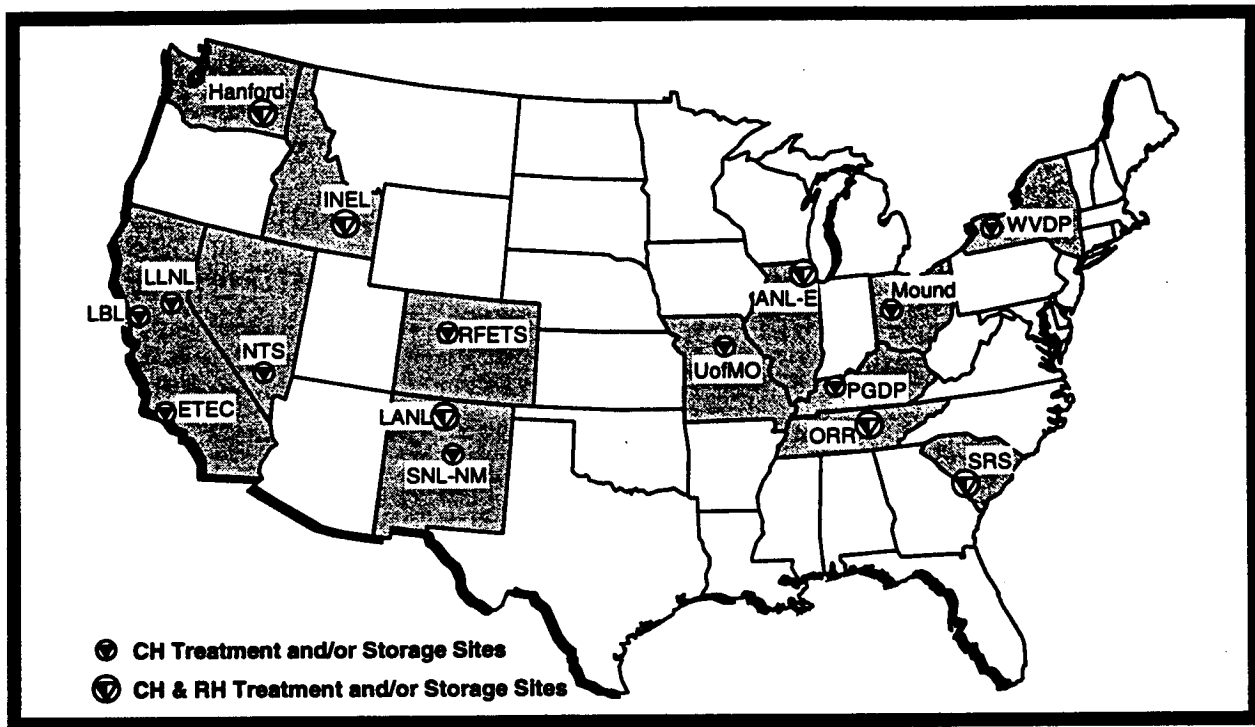 Hanford
INEL
WVDP
LLNL
LBL
ANL-E
Mound
NTS
RFETS
UofMO
PGDP
ETEC
LANL
ORR
SNL-NM
SRS
CH Treatment and/or Storage Sites
CH & RH Treatment and/or Storage Sites